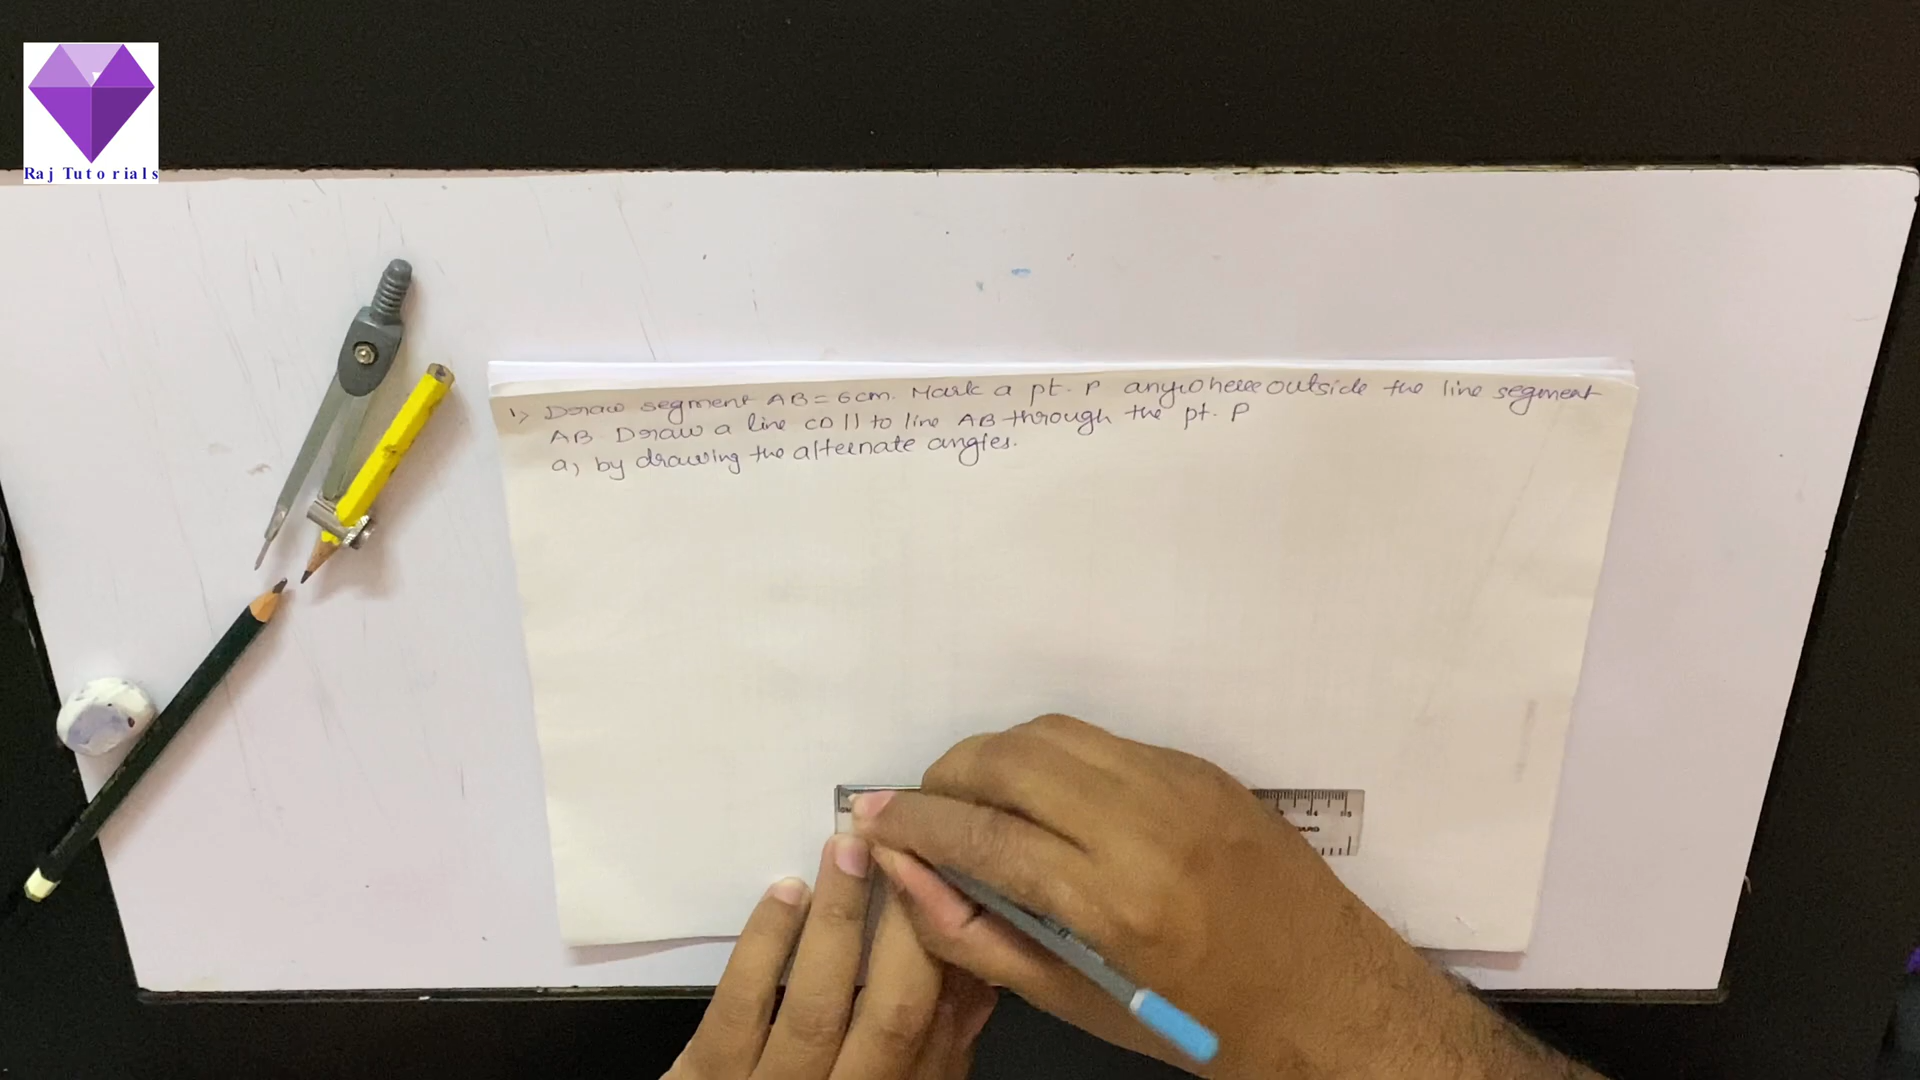 Raj Tutorials
1) Draw segment AB = 6cm. Mark a pt. P anywhere outside the line segment
AB. Draw a line CD || to line AB through the pt. P
a) by drawing the alternate angles.